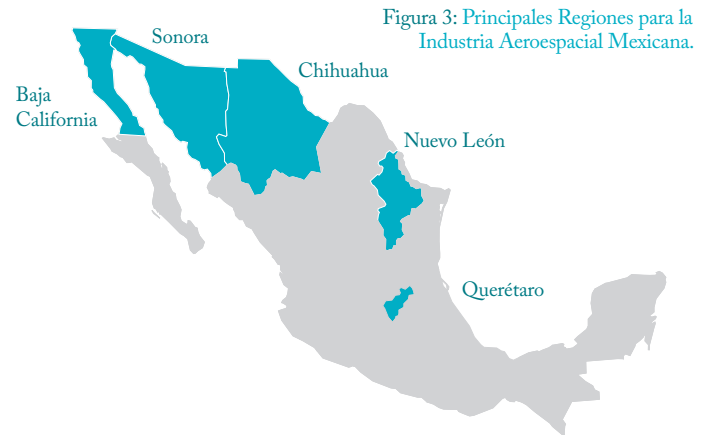 Figura 3: Principales Regiones para la
Industria Aeroespacial Mexicana.
Sonora
Chihuahua
Baja
California
Nuevo León
Querétaro